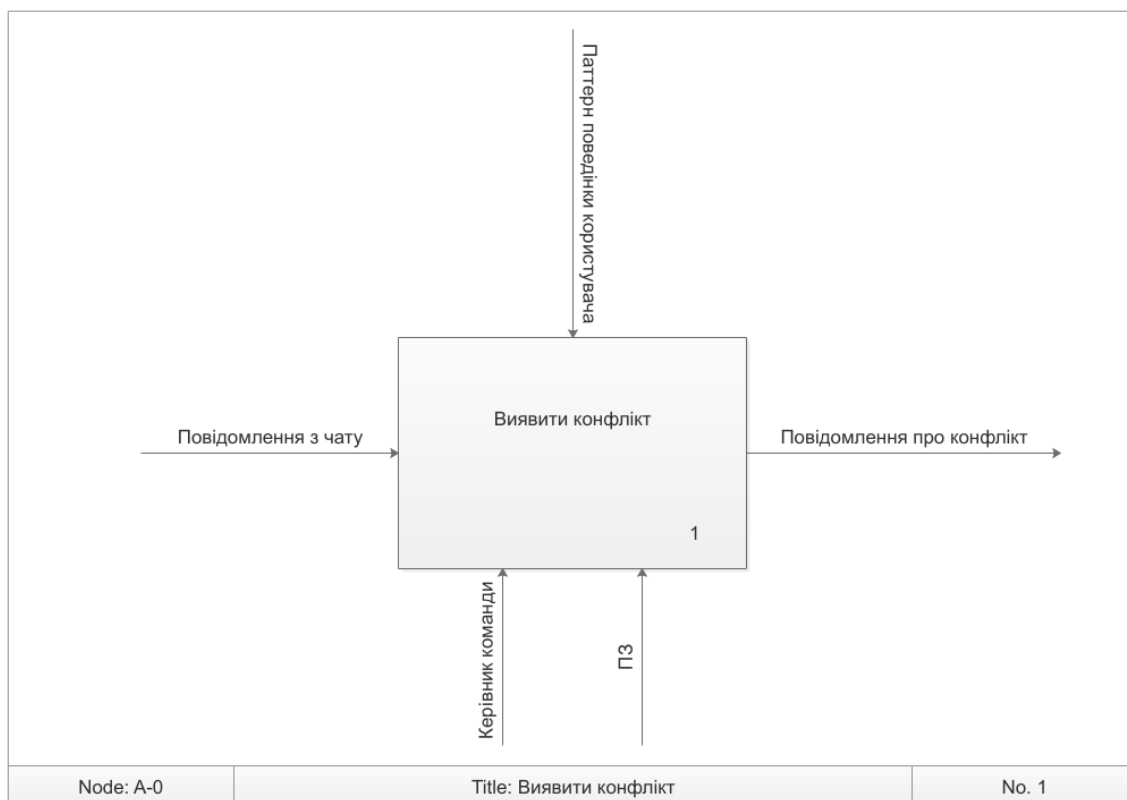 Паттерн поведінки користувача
Виявити конфлікт
Повідомлення з чату
Повідомлення про конфлікт
1
Керівник команди
ПЗ
Node: A-0
Title: Виявити конфлікт
No. 1